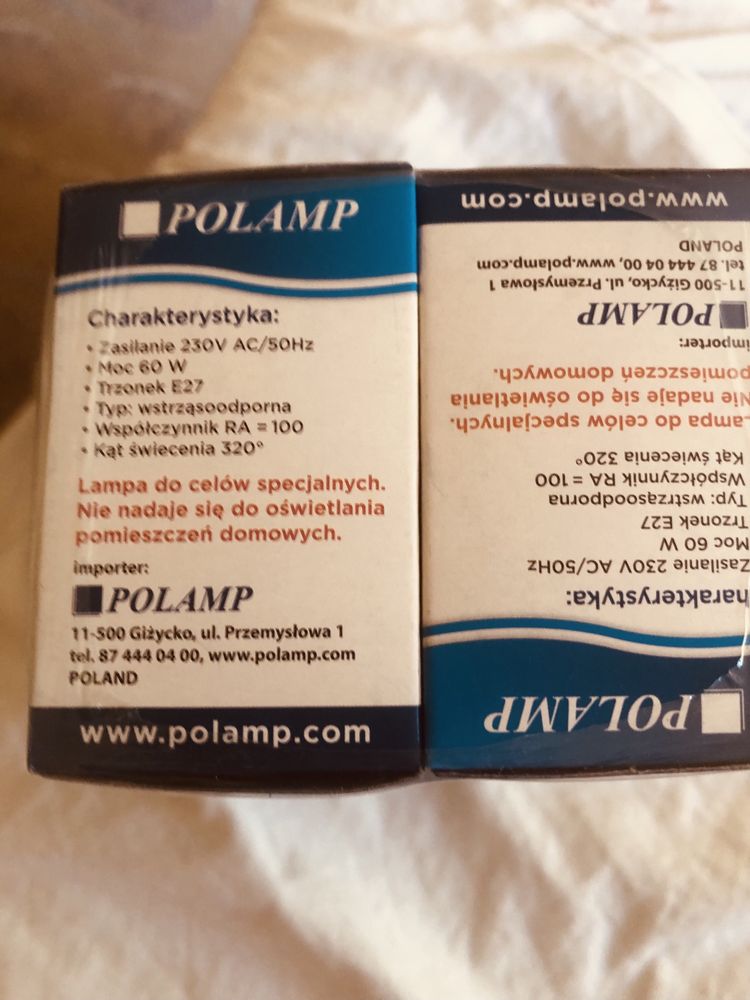 POLAMP
Charakterystyka:
• Zasilanie 230V AC/50Hz
• Moc 60 W
• Trzonek E27
• Typ: wstrząsoodporna
• Współczynnik RA = 100
• Kąt świecenia 320°
Lampa do celów specjalnych.
Nie nadaje się do oświetlania
pomieszczeń domowych.
importer:
POLAMP
11-500 Giżycko, ul. Przemysłowa 1
tel. 87 444 04 00, www.polamp.com
POLAND
www.polamp.com
POLAMP
harakterystyka:
Zasilanie 230V AC/50Hz
Moc 60 W
Trzonek E27
Typ: wstrząsoodporna
Współczynnik RA = 100
Kąt świecenia 320°
Lampa do celów specjalnych.
Nie nadaje się do oświetlania
pomieszczeń domowych.
importer:
POLAMP
11-500 Giżycko, ul. Przemysłowa 1
tel. 87 444 04 00, www.polamp.com
POLAND
www.polamp.com